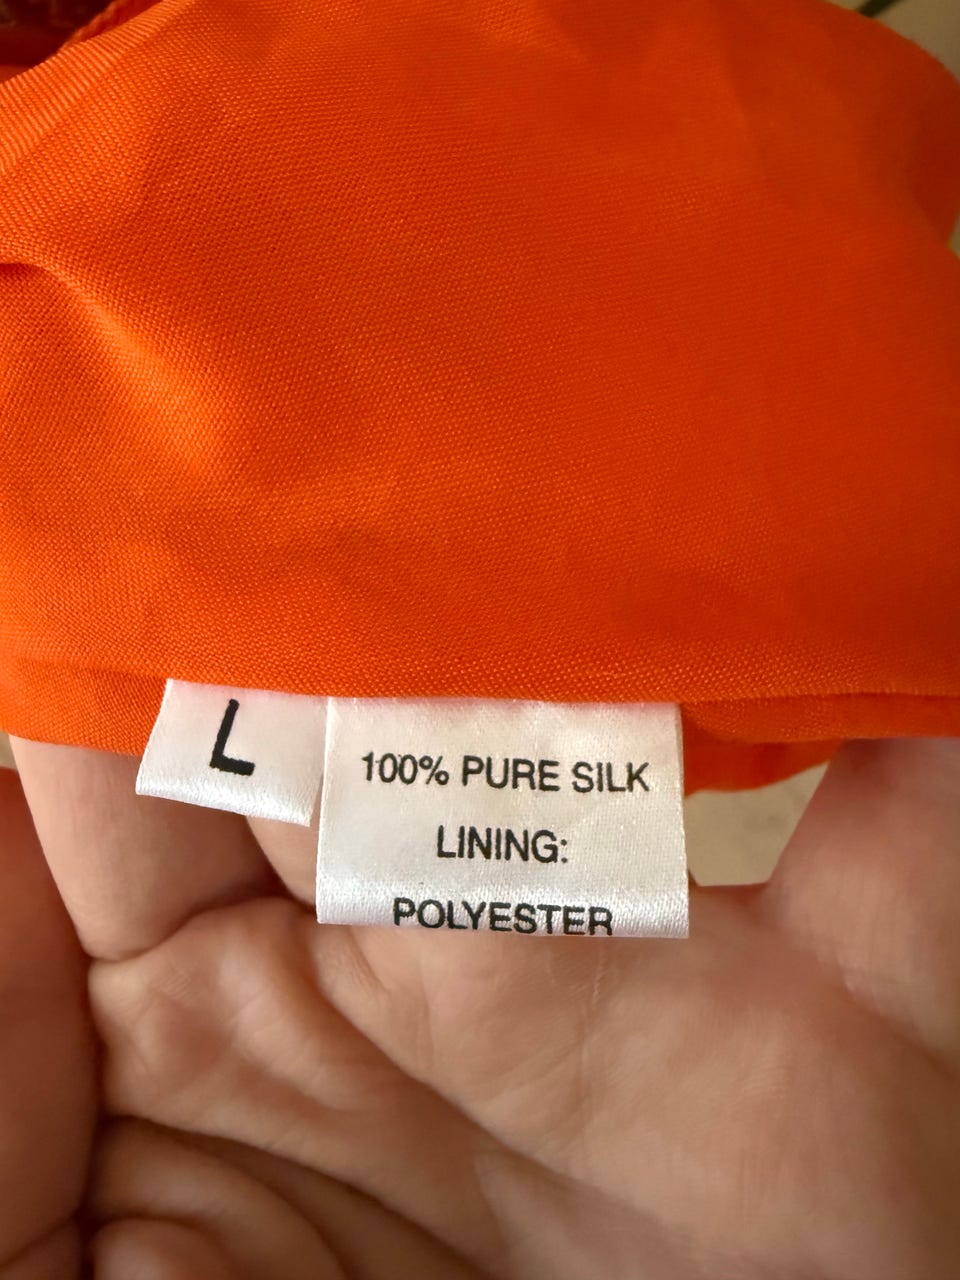 L
100% PURE SILK
LINING:
POLYESTER